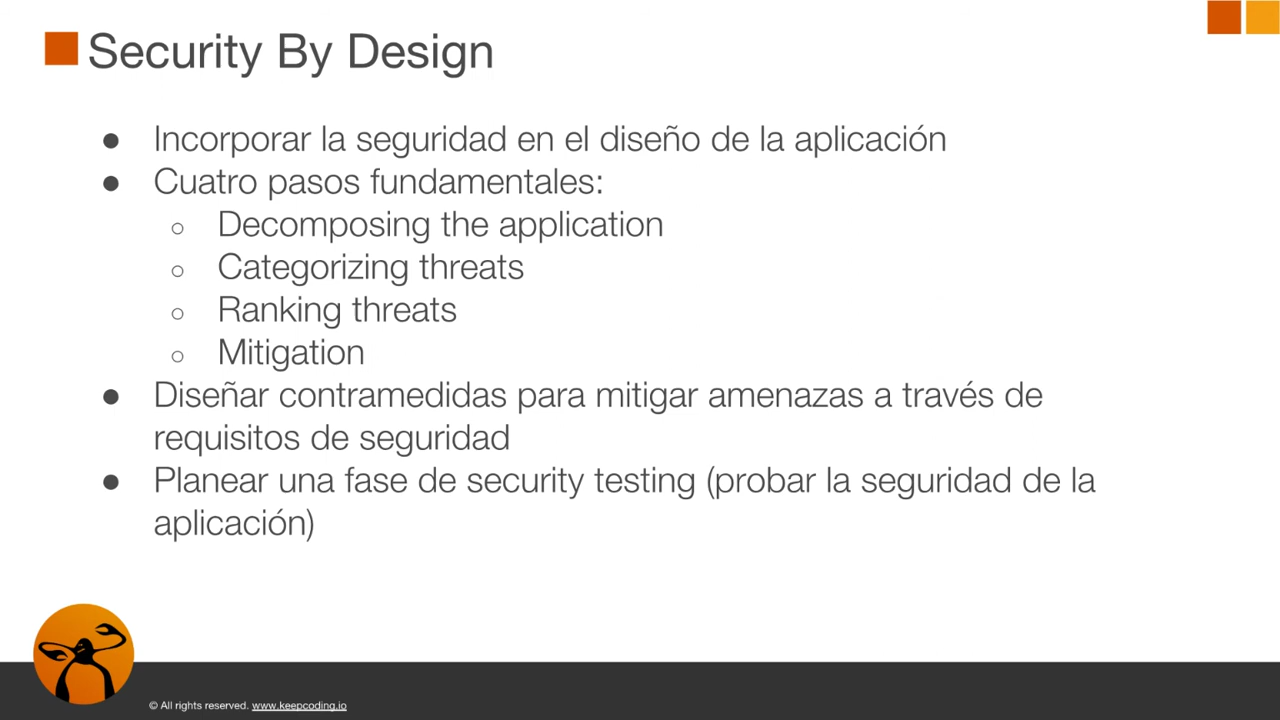 Security By Design
● Incorporar la seguridad en el diseño de la aplicación
● Cuatro pasos fundamentales:
○ Decomposing the application
○ Categorizing threats
○ Ranking threats
○ Mitigation
● Diseñar contramedidas para mitigar amenazas a través de
requisitos de seguridad
● Planear una fase de security testing (probar la seguridad de la
aplicación)
© All rights reserved. www.keepcoding.io